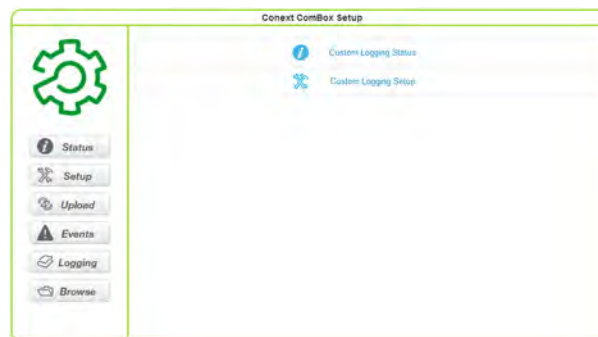 Conext ComBox Setup
Custom Logging Status
Custom Logging Setup
Status
Setup
Upload
Events
Logging
Browse